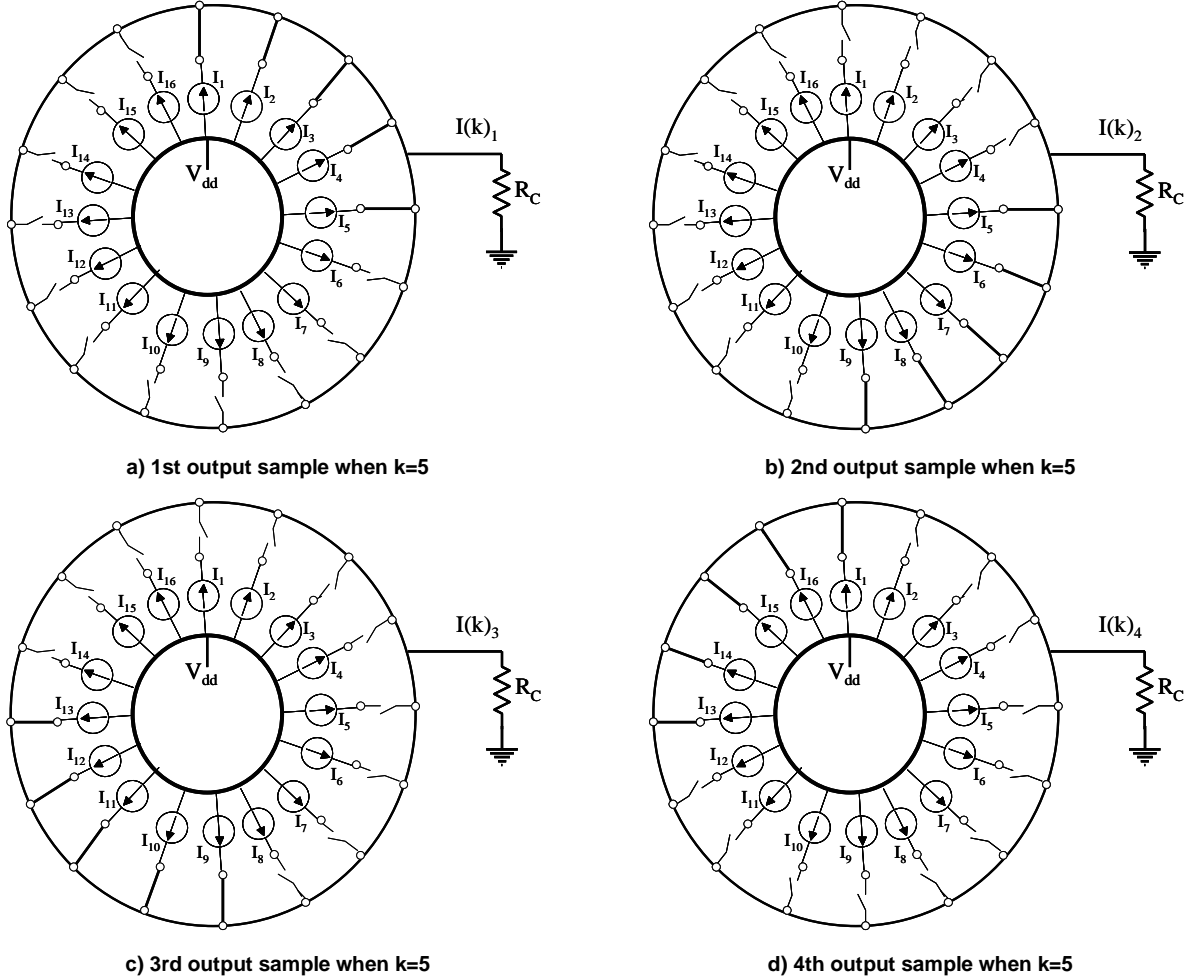 I1
I2
I3
I4
I5
I6
I7
I8
I9
I10
I11
I12
I13
I14
I15
I16
Vdd
I(k)1
RC
a) 1st output sample when k=5
I1
I2
I3
I4
I5
I6
I7
I8
I9
I10
I11
I12
I13
I14
I15
I16
Vdd
I(k)2
RC
b) 2nd output sample when k=5
I1
I2
I3
I4
I5
I6
I7
I8
I9
I10
I11
I12
I13
I14
I15
I16
Vdd
I(k)3
RC
c) 3rd output sample when k=5
I1
I2
I3
I4
I5
I6
I7
I8
I9
I10
I11
I12
I13
I14
I15
I16
Vdd
I(k)4
RC
d) 4th output sample when k=5